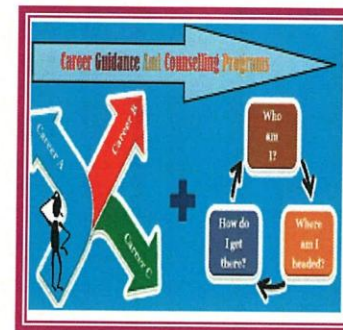 Career Guidance And Counselling Programs
Career A
Career B
Career C
Who
am
I?
How do
I get
there?
Where
am I
headed?